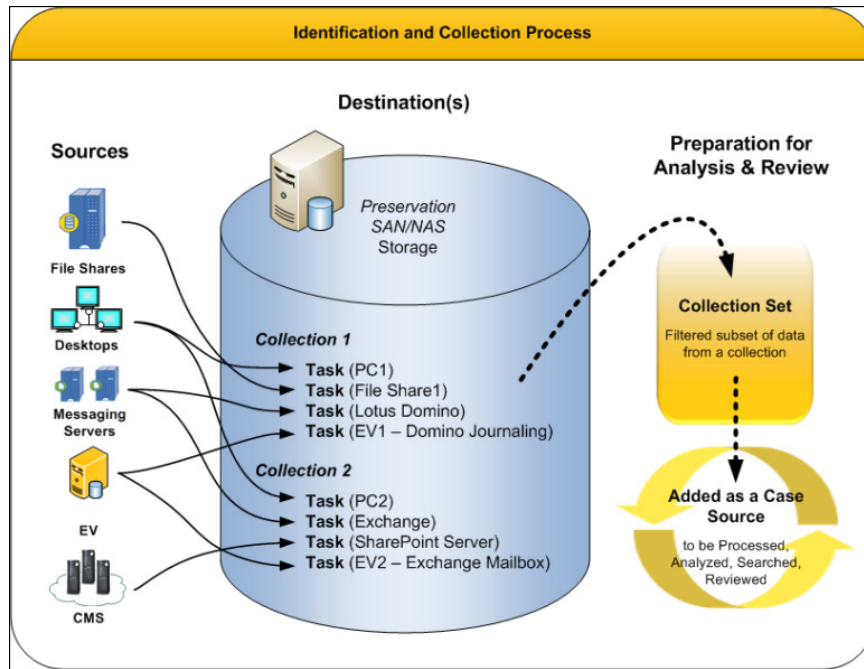 Identification and Collection Process
Destination(s)
Sources
Preparation for
Analysis & Review
Preservation
SAN/NAS
Storage
File Shares
Desktops
Messaging
Servers
EV
CMS
Collection 1
Task (PC1)
Task (File Share1)
Task (Lotus Domino)
Task (EV1 – Domino Journaling)
Collection 2
Task (PC2)
Task (Exchange)
Task (SharePoint Server)
Task (EV2 – Exchange Mailbox)
Collection Set
Filtered subset of data
from a collection
Added as a Case
Source
to be Processed,
Analyzed, Searched,
Reviewed